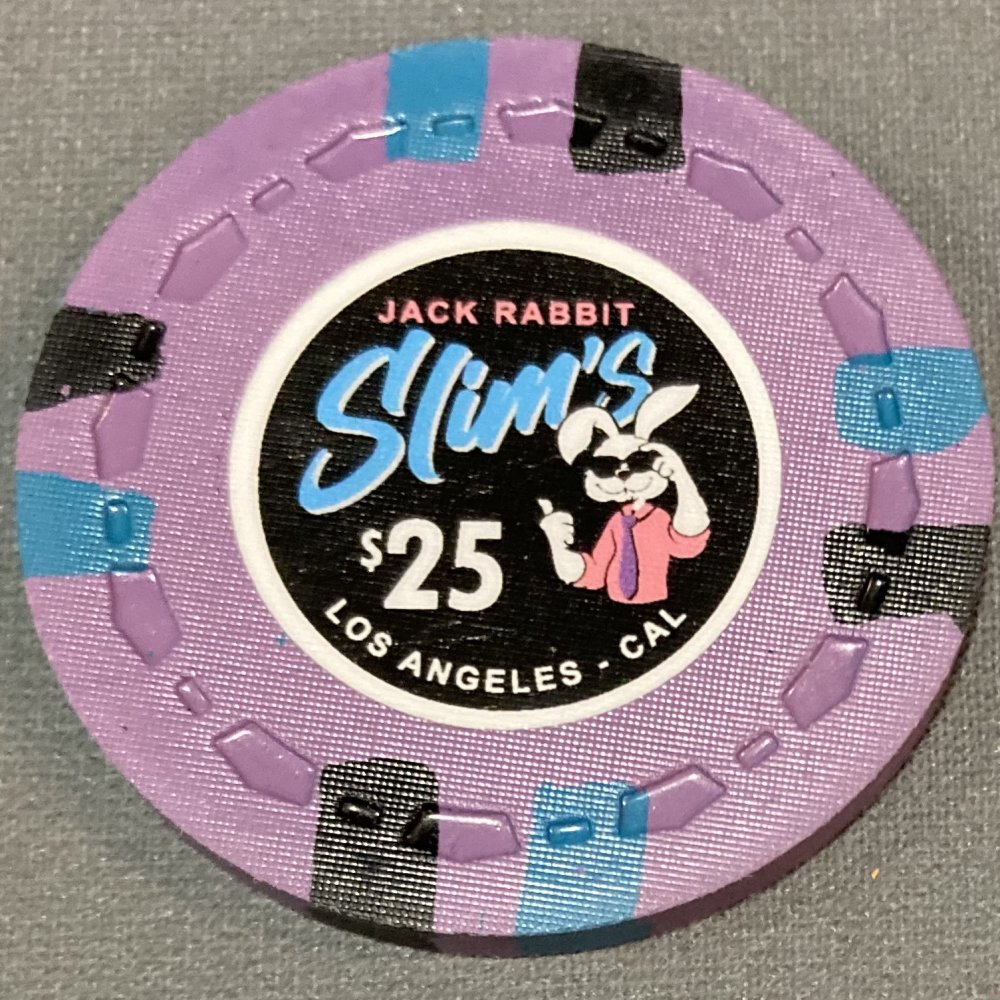 JACK RABBIT
Slim's
$25
LOS ANGELES - CAL